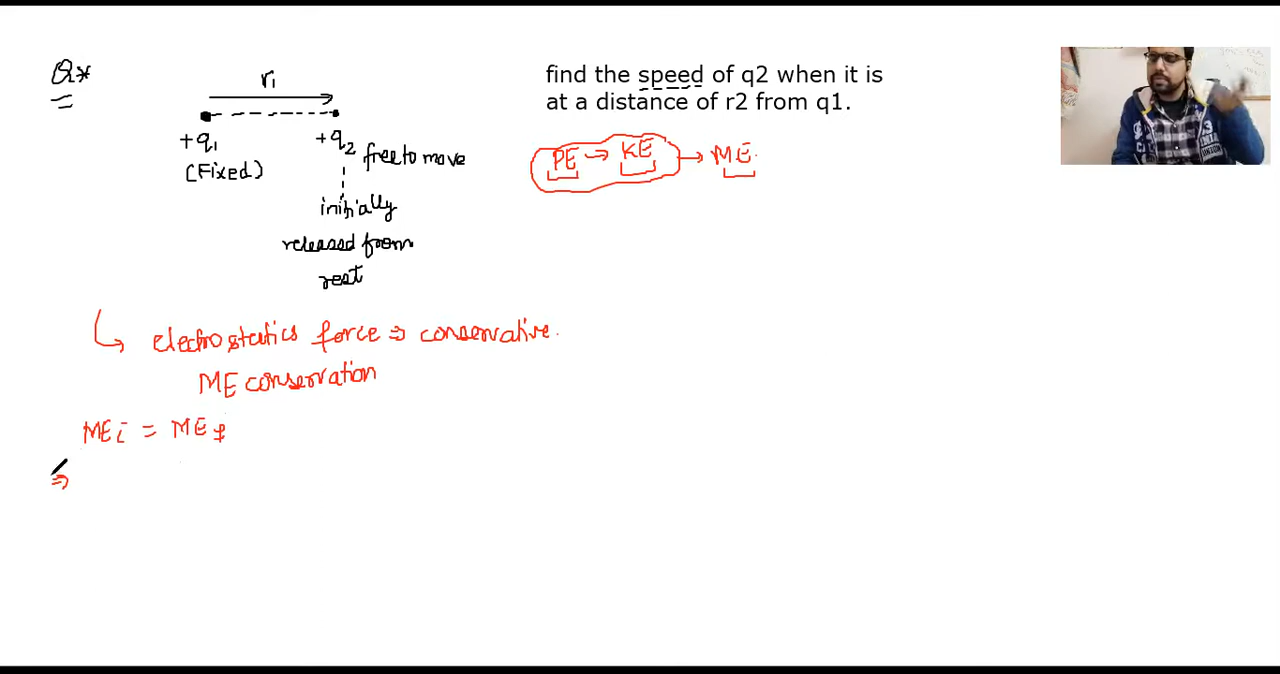 Q*
r1
+q1
(Fixed)
+q2 free to move
initially
released from
rest
find the speed of q2 when it is
at a distance of r2 from q1.
PE → KE → ME.
↳ electrostatics force ⇒ conservative.
ME conservation
MEi = MEf
⇒